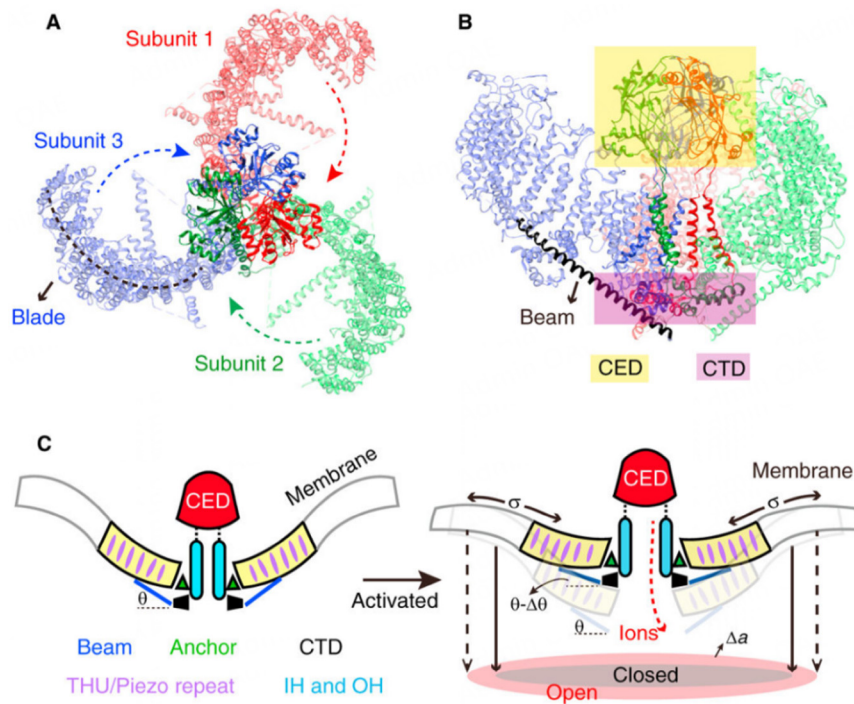 A
Subunit 1
Subunit 3
Blade
Subunit 2
B
Beam
CED
CTD
C
CED
Membrane
θ
Beam
Anchor
CTD
THU/Piezo repeat
IH and OH
Activated
CED
Membrane
σ
σ
θ-Δθ
θ
Ions
Δa
Closed
Open